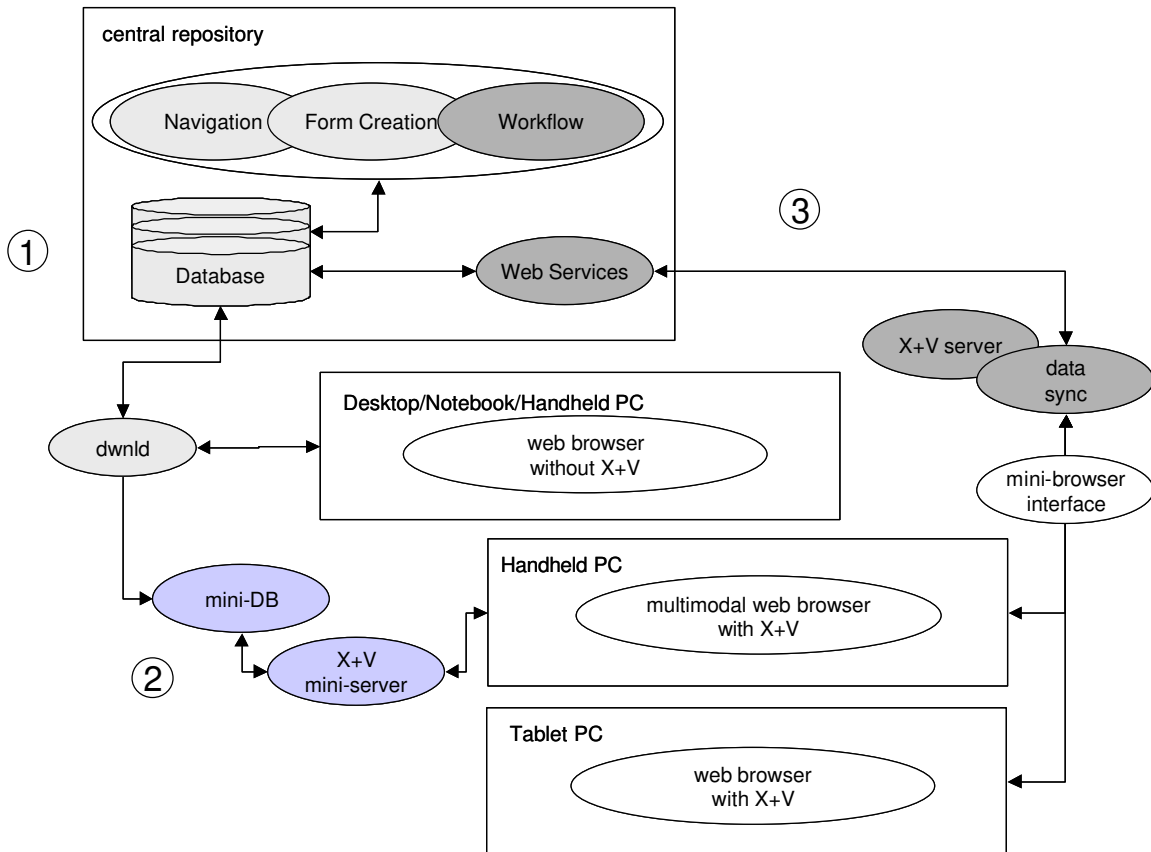 central repository
Navigation
Form Creation
Workflow
3
1
Database
Web Services
X+V server
data
sync
Desktop/Notebook/Handheld PC
dwnld
web browser
without X+V
mini-browser
interface
Handheld PC
mini-DB
multimodal web browser
with X+V
2
X+V
mini-server
Tablet PC
web browser
with X+V